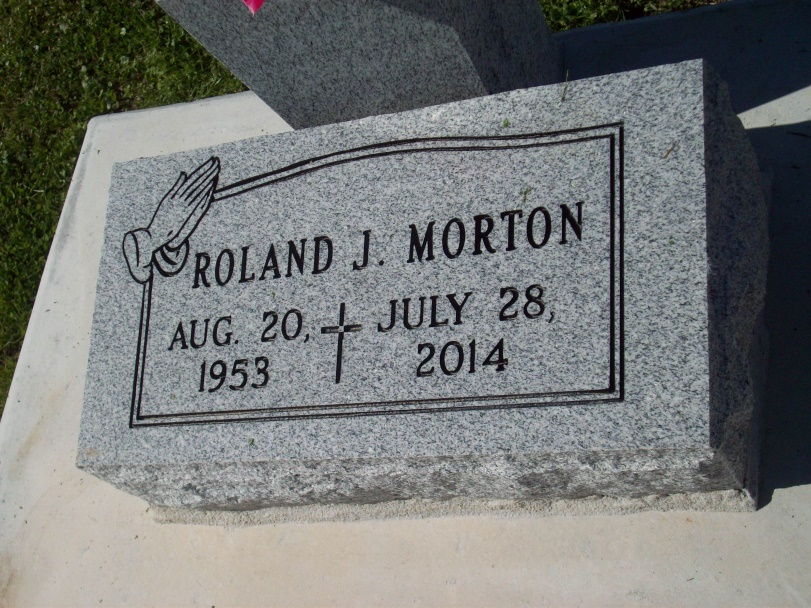 ROLAND J. MORTON
AUG. 20, JULY 28,
1953 2014